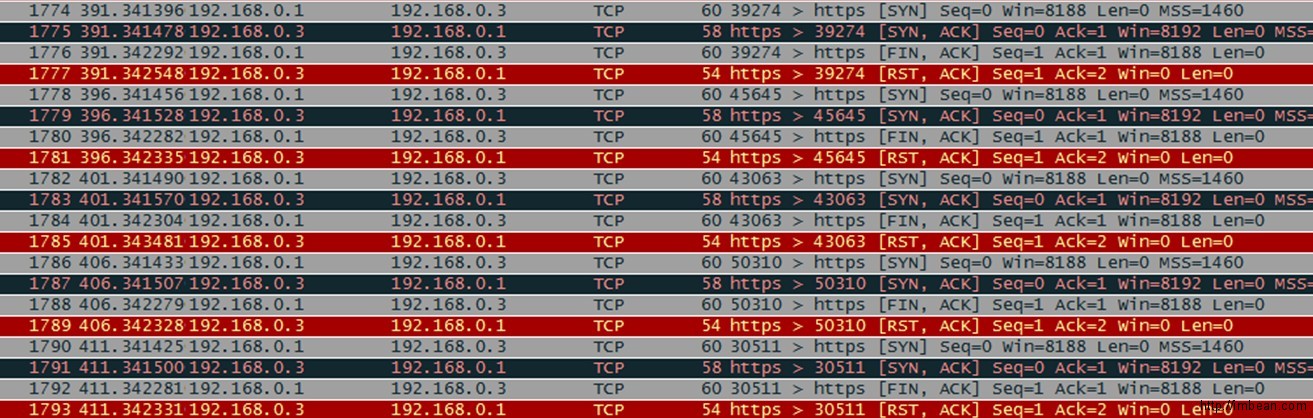 1774 391.341396 192.168.0.1 192.168.0.3 TCP 60 39274 > https [SYN] Seq=0 Win=8188 Len=0 MSS=1460
1775 391.341478 192.168.0.3 192.168.0.1 TCP 58 https > 39274 [SYN, ACK] Seq=0 Ack=1 Win=8192 Len=0 MSS=
1776 391.342292 192.168.0.1 192.168.0.3 TCP 60 39274 > https [FIN, ACK] Seq=1 Ack=1 Win=8188 Len=0
1777 391.342548 192.168.0.3 192.168.0.1 TCP 54 https > 39274 [RST, ACK] Seq=1 Ack=2 Win=0 Len=0
1778 396.341456 192.168.0.1 192.168.0.3 TCP 60 45645 > https [SYN] Seq=0 Win=8188 Len=0 MSS=1460
1779 396.341528 192.168.0.3 192.168.0.1 TCP 58 https > 45645 [SYN, ACK] Seq=0 Ack=1 Win=8192 Len=0 MSS=
1780 396.342282 192.168.0.1 192.168.0.3 TCP 60 45645 > https [FIN, ACK] Seq=1 Ack=1 Win=8188 Len=0
1781 396.342335 192.168.0.3 192.168.0.1 TCP 54 https > 45645 [RST, ACK] Seq=1 Ack=2 Win=0 Len=0
1782 401.341490 192.168.0.1 192.168.0.3 TCP 60 43063 > https [SYN] Seq=0 Win=8188 Len=0 MSS=1460
1783 401.341570 192.168.0.3 192.168.0.1 TCP 58 https > 43063 [SYN, ACK] Seq=0 Ack=1 Win=8192 Len=0 MSS=
1784 401.342304 192.168.0.1 192.168.0.3 TCP 60 43063 > https [FIN, ACK] Seq=1 Ack=1 Win=8188 Len=0
1785 401.343481 192.168.0.3 192.168.0.1 TCP 54 https > 43063 [RST, ACK] Seq=1 Ack=2 Win=0 Len=0
1786 406.341433 192.168.0.1 192.168.0.3 TCP 60 50310 > https [SYN] Seq=0 Win=8188 Len=0 MSS=1460
1787 406.341507 192.168.0.3 192.168.0.1 TCP 58 https > 50310 [SYN, ACK] Seq=0 Ack=1 Win=8192 Len=0 MSS=
1788 406.342279 192.168.0.1 192.168.0.3 TCP 60 50310 > https [FIN, ACK] Seq=1 Ack=1 Win=8188 Len=0
1789 406.342328 192.168.0.3 192.168.0.1 TCP 54 https > 50310 [RST, ACK] Seq=1 Ack=2 Win=0 Len=0
1790 411.341425 192.168.0.1 192.168.0.3 TCP 60 30511 > https [SYN] Seq=0 Win=8188 Len=0 MSS=1460
1791 411.341500 192.168.0.3 192.168.0.1 TCP 58 https > 30511 [SYN, ACK] Seq=0 Ack=1 Win=8192 Len=0 MSS=
1792 411.342281 192.168.0.1 192.168.0.3 TCP 60 30511 > https [FIN, ACK] Seq=1 Ack=1 Win=8188 Len=0
1793 411.342331 192.168.0.3 192.168.0.1 TCP 54 https > 30511 [RST, ACK] Seq=1 Ack=2 Win=0